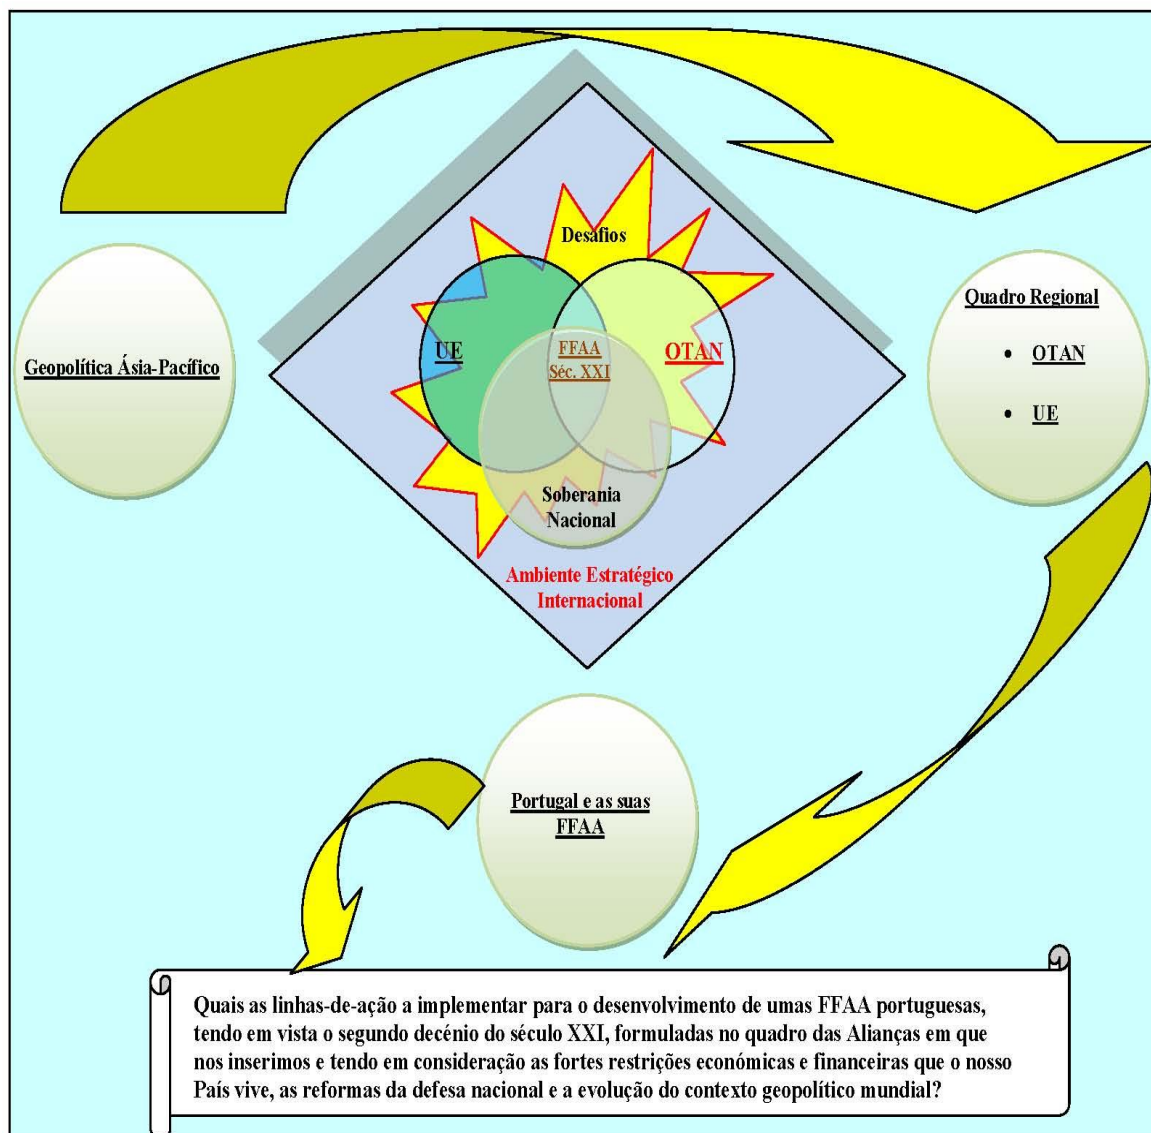 Desafios
UE
FFAA
Séc. XXI
OTAN
Soberania
Nacional
Ambiente Estratégico
Internacional
Geopolítica Ásia-Pacífico
Quadro Regional
• OTAN
• UE
Portugal e as suas
FFAA
Quais as linhas-de-ação a implementar para o desenvolvimento de umas FFAA portuguesas,
tendo em vista o segundo decénio do século XXI, formuladas no quadro das Alianças em que
nos inserimos e tendo em consideração as fortes restrições económicas e financeiras que o nosso
País vive, as reformas da defesa nacional e a evolução do contexto geopolítico mundial?